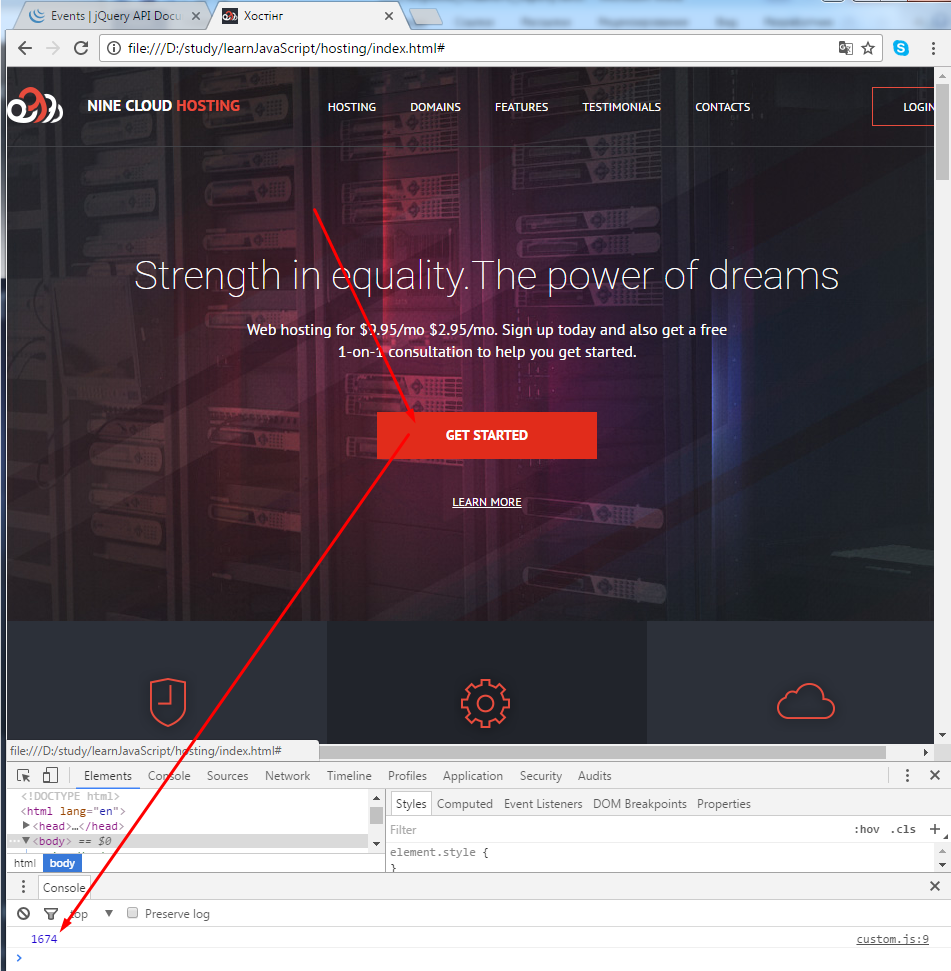 Events | jQuery API Docu
Хостінг
file:///D:/study/learnJavaScript/hosting/index.html#
NINE CLOUD HOSTING
HOSTING DOMAINS FEATURES TESTIMONIALS CONTACTS LOGIN
Strength in equality.The power of dreams
Web hosting for $9.95/mo $2.95/mo. Sign up today and also get a free
1-on-1 consultation to help you get started.
GET STARTED
LEARN MORE
file:///D:/study/learnJavaScript/hosting/index.html#
Elements Console Sources Network Timeline Profiles Application Security Audits
<!DOCTYPE html>
<html lang="en">
<head>…</head>
<body> == $0
html body
Styles Computed Event Listeners DOM Breakpoints Properties
Filter :hov .cls +
element.style {
}
Console
top Preserve log
1674 custom.js:9